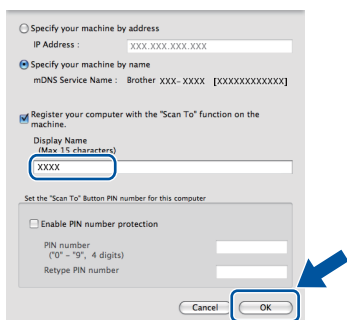 Specify your machine by address
IP Address : XXX.XXX.XXX.XXX
Specify your machine by name
mDNS Service Name : Brother XXX-XXXX [XXXXXXXXXXXX]
Register your computer with the "Scan To" function on the
machine.
Display Name
(Max 15 characters)
XXXX
Set the "Scan To" Button PIN number for this computer
Enable PIN number protection
PIN number
("0" - "9", 4 digits)
Retype PIN number
Cancel OK